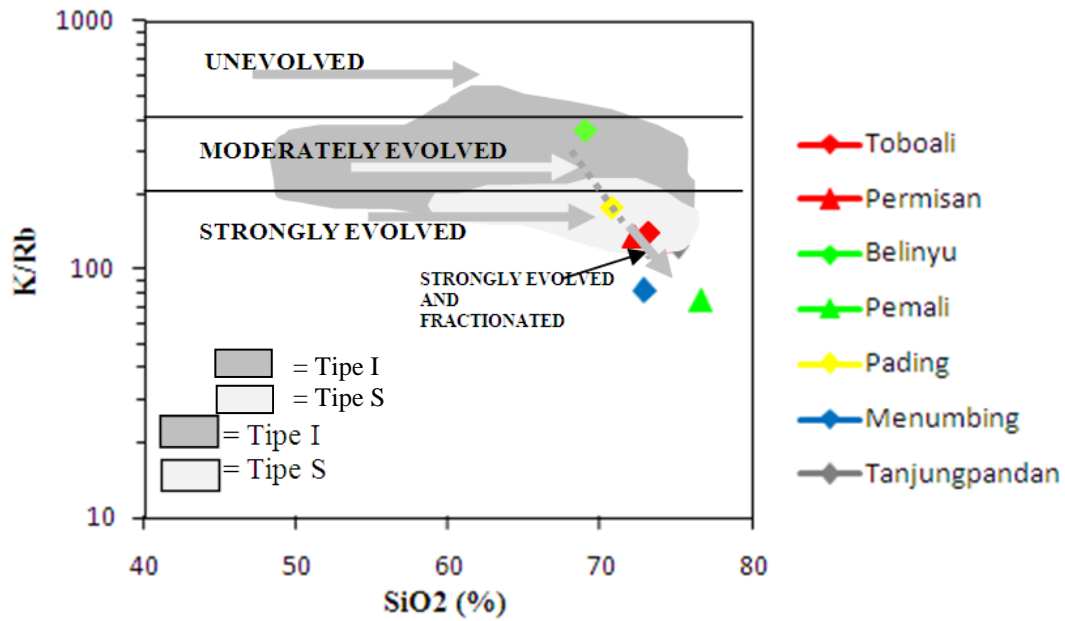 1000
UNEVOLVED
MODERATELY EVOLVED
STRONGLY EVOLVED
K/Rb
100
STRONGLY EVOLVED
AND
FRACTIONATED
= Tipe I
= Tipe S
= Tipe I
= Tipe S
10
40 50 60 70 80
SiO2 (%)
Toboali
Permisan
Belinyu
Pemali
Pading
Menumbing
Tanjungpandan